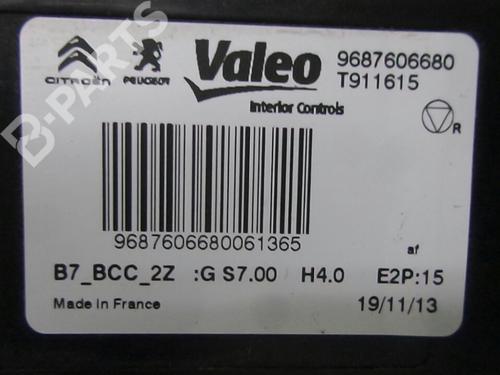 B-PARTS
CITROËN PEUGEOT Valeo 9687606680
T911615
Interior Controls
R
9687606680061365
af
B7_BCC_2Z :G S7.00 H4.0 E2P:15
Made in France 19/11/13